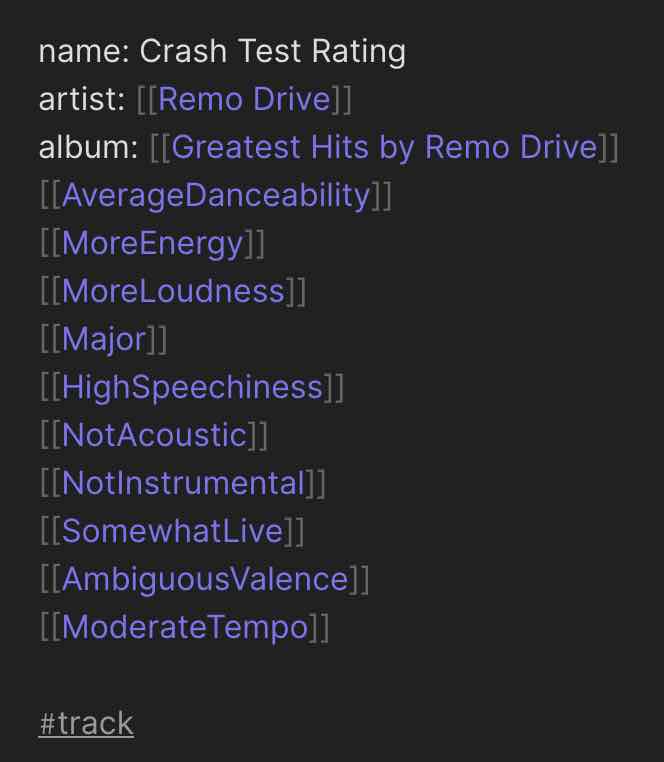 name: Crash Test Rating
artist: [[Remo Drive]]
album: [[Greatest Hits by Remo Drive]]
[[AverageDanceability]]
[[MoreEnergy]]
[[MoreLoudness]]
[[Major]]
[[HighSpeechiness]]
[[NotAcoustic]]
[[NotInstrumental]]
[[SomewhatLive]]
[[AmbiguousValence]]
[[ModerateTempo]]
#track